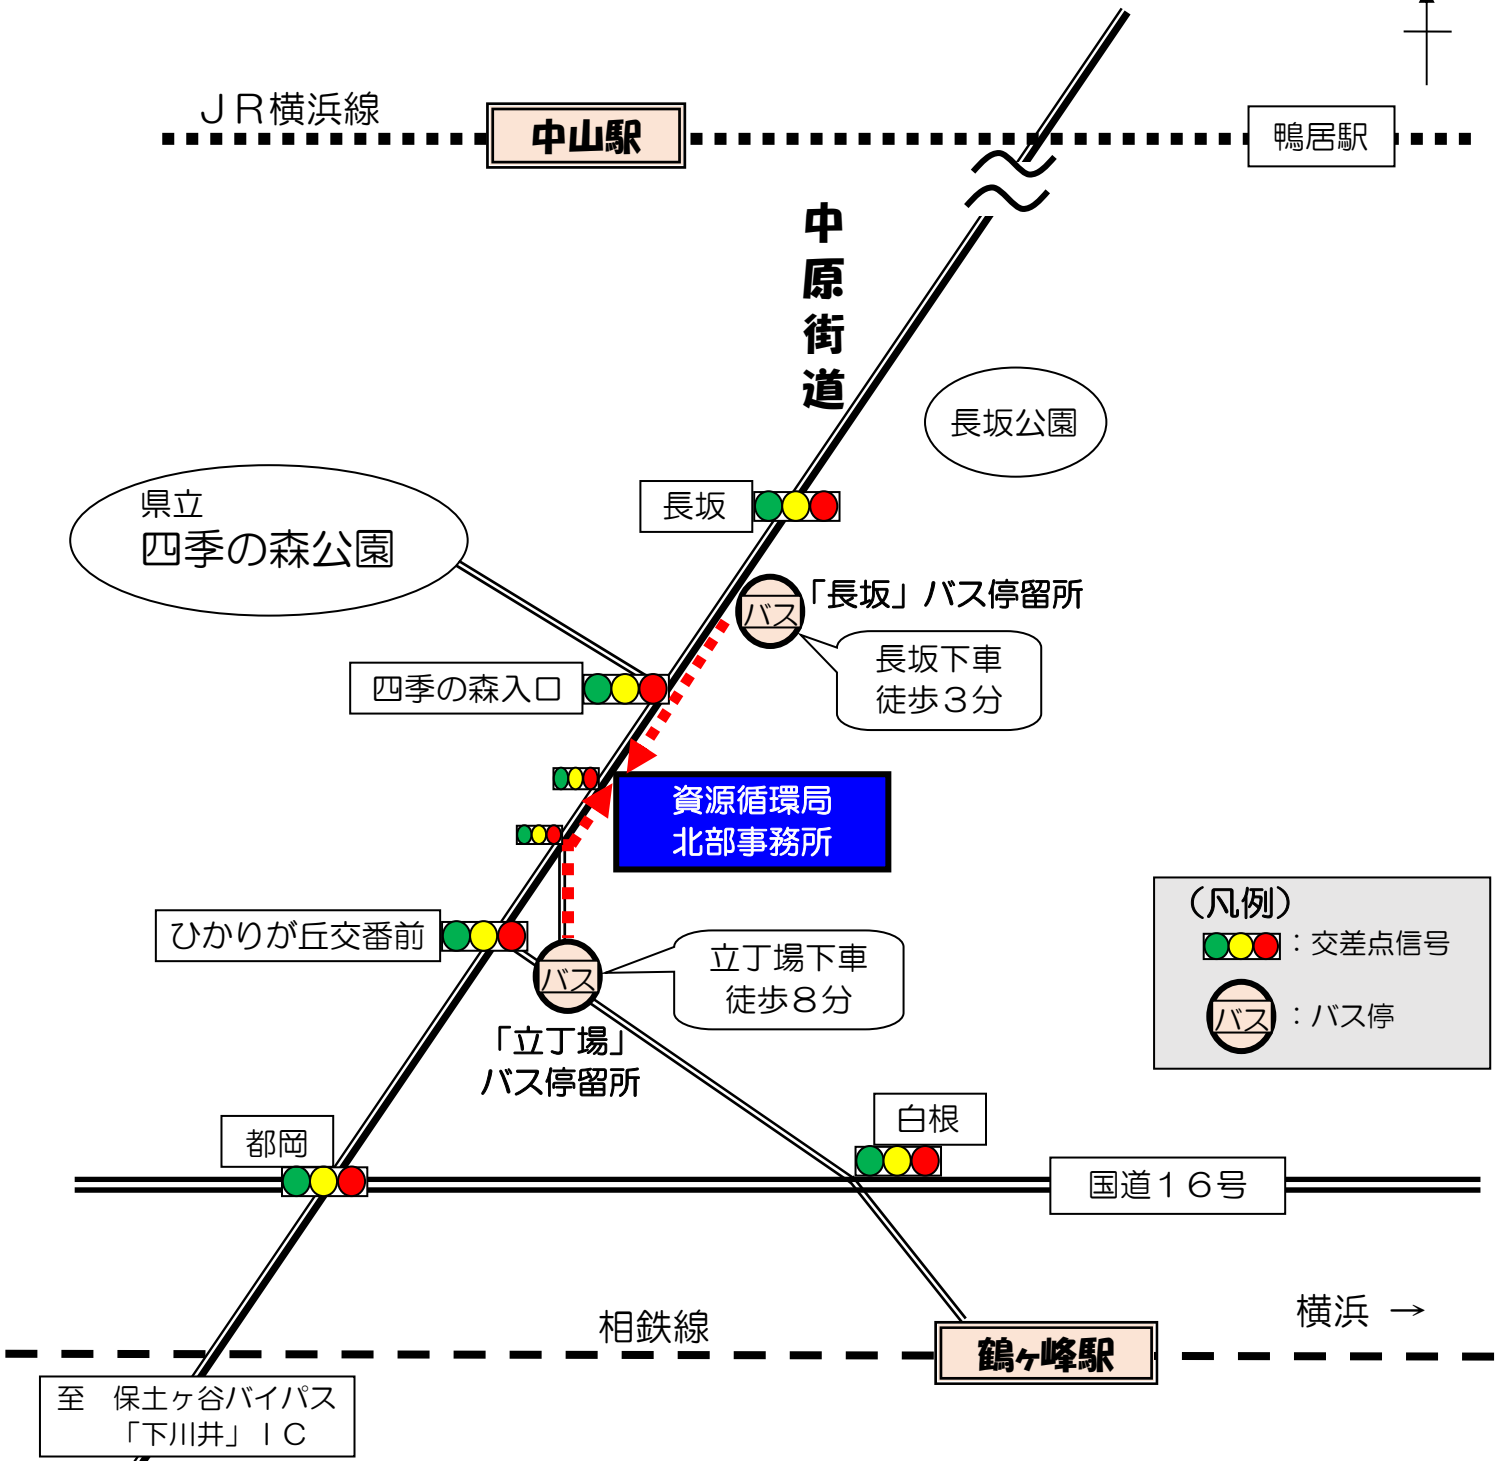 ＪＲ横浜線
中山駅
鴨居駅
中原街道
長坂公園
県立
四季の森公園
長坂
「長坂」バス停留所
バス
長坂下車
徒歩３分
四季の森入口
資源循環局
北部事務所
ひかりが丘交番前
バス
立丁場下車
徒歩８分
「立丁場」
バス停留所
（凡例）
：交差点信号
バス
：バス停
都岡
白根
国道１６号
相鉄線
横浜 →
鶴ヶ峰駅
至　保土ヶ谷バイパス
「下川井」ＩＣ